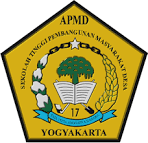 APMD
SEKOLAH TINGGI PEMBANGUNAN MASYARAKAT DESA
17
YOGYAKARTA